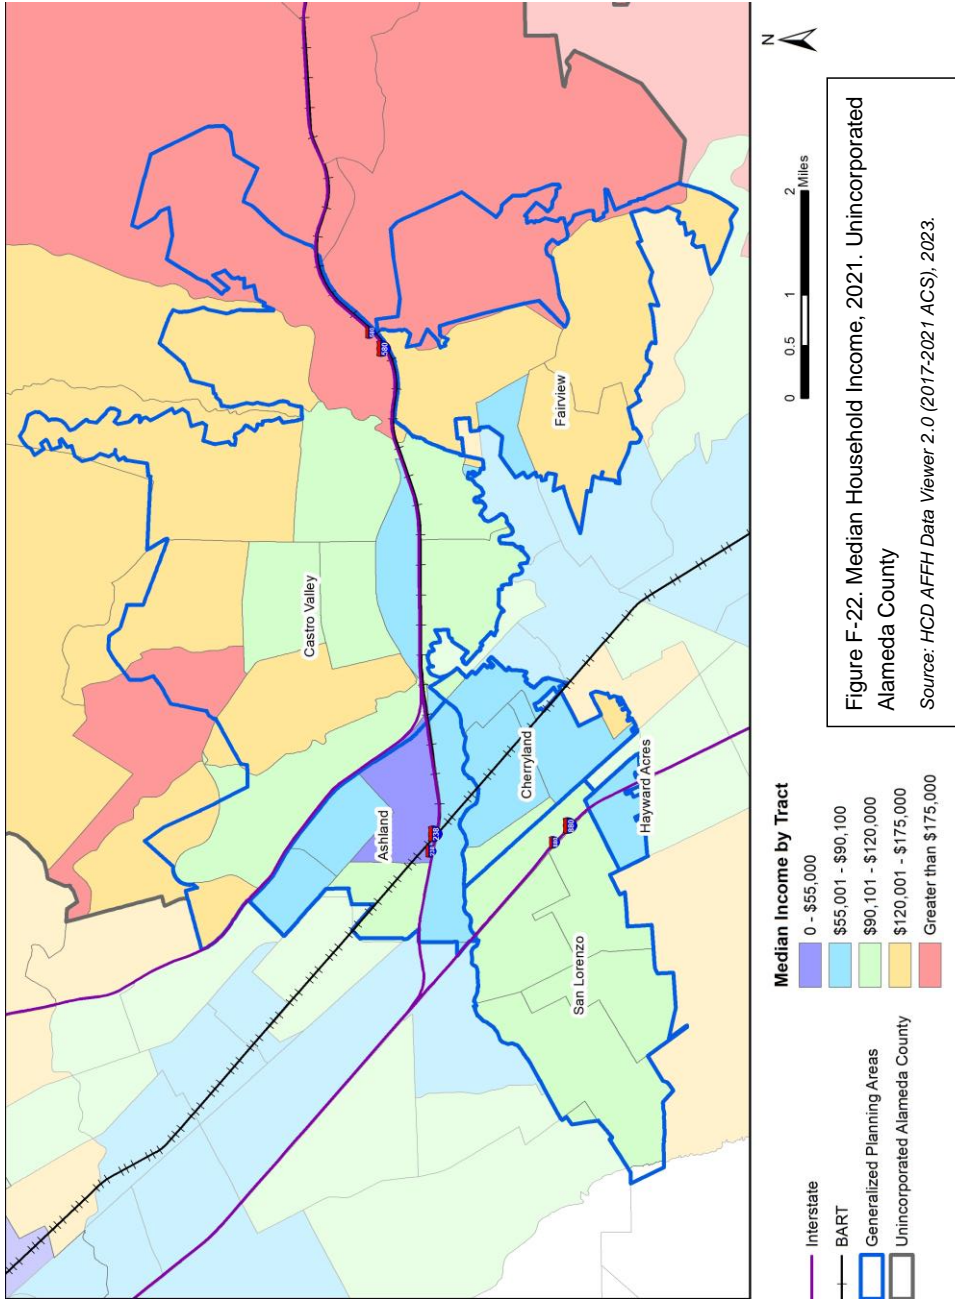 Castro Valley
Ashland
Cherryland
Fairview
Hayward Acres
San Lorenzo
580
238
880
N
0 0.5 1 2
Miles
Interstate
BART
Generalized Planning Areas
Unincorporated Alameda County
Median Income by Tract
0 - $55,000
$55,001 - $90,100
$90,101 - $120,000
$120,001 - $175,000
Greater than $175,000
Figure F-22. Median Household Income, 2021. Unincorporated
Alameda County
Source: HCD AFFH Data Viewer 2.0 (2017-2021 ACS), 2023.